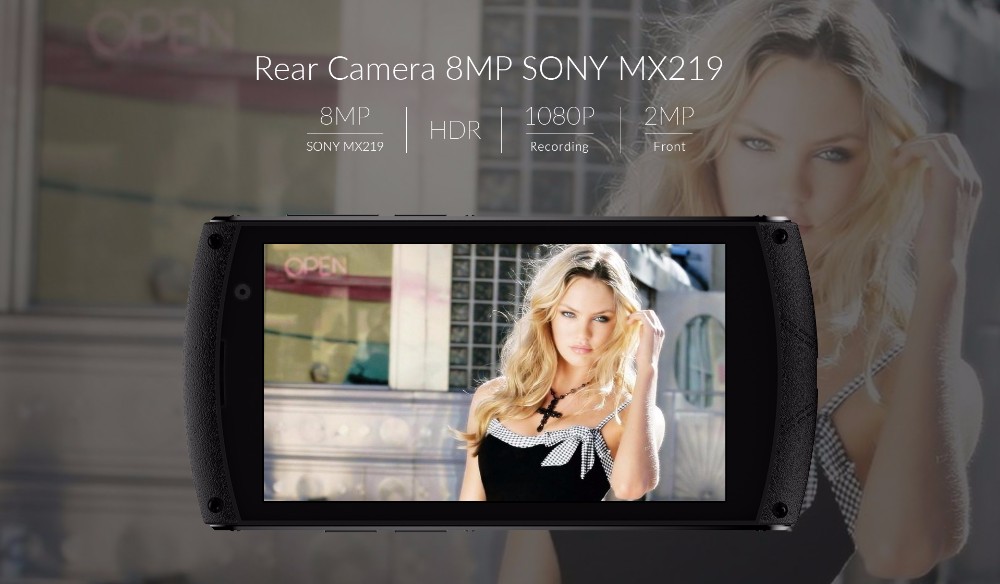 OPEN
Rear Camera 8MP SONY MX219
8MP
SONY MX219
HDR
1080P
Recording
2MP
Front
OPEN